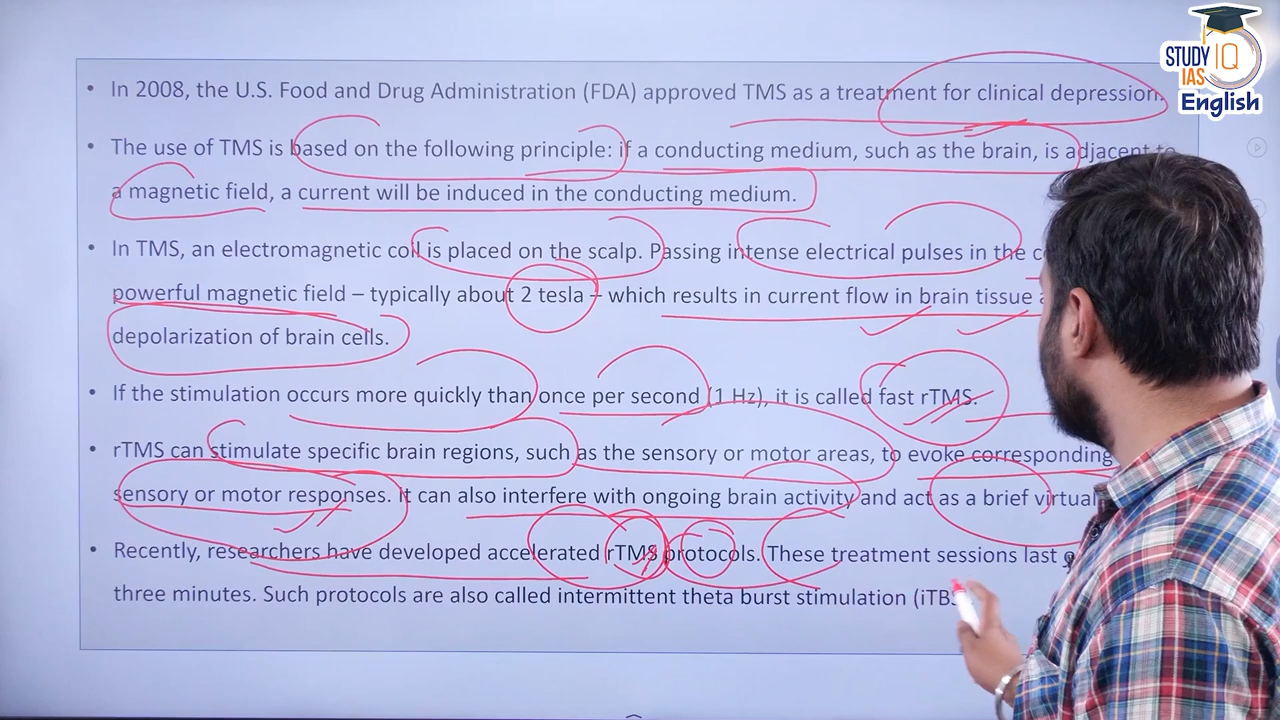 STUDY IQ
IAS
English
• In 2008, the U.S. Food and Drug Administration (FDA) approved TMS as a treatment for clinical depression.
• The use of TMS is based on the following principle: if a conducting medium, such as the brain, is adjacent to
a magnetic field, a current will be induced in the conducting medium.
• In TMS, an electromagnetic coil is placed on the scalp. Passing intense electrical pulses in the
powerful magnetic field – typically about 2 tesla – which results in current flow in brain tissue
depolarization of brain cells.
• If the stimulation occurs more quickly than once per second (1 Hz), it is called fast rTMS.
• rTMS can stimulate specific brain regions, such as the sensory or motor areas, to evoke corresponding
sensory or motor responses. It can also interfere with ongoing brain activity and act as a brief virtual
• Recently, researchers have developed accelerated rTMS protocols. These treatment sessions last
three minutes. Such protocols are also called intermittent theta burst stimulation (iTB